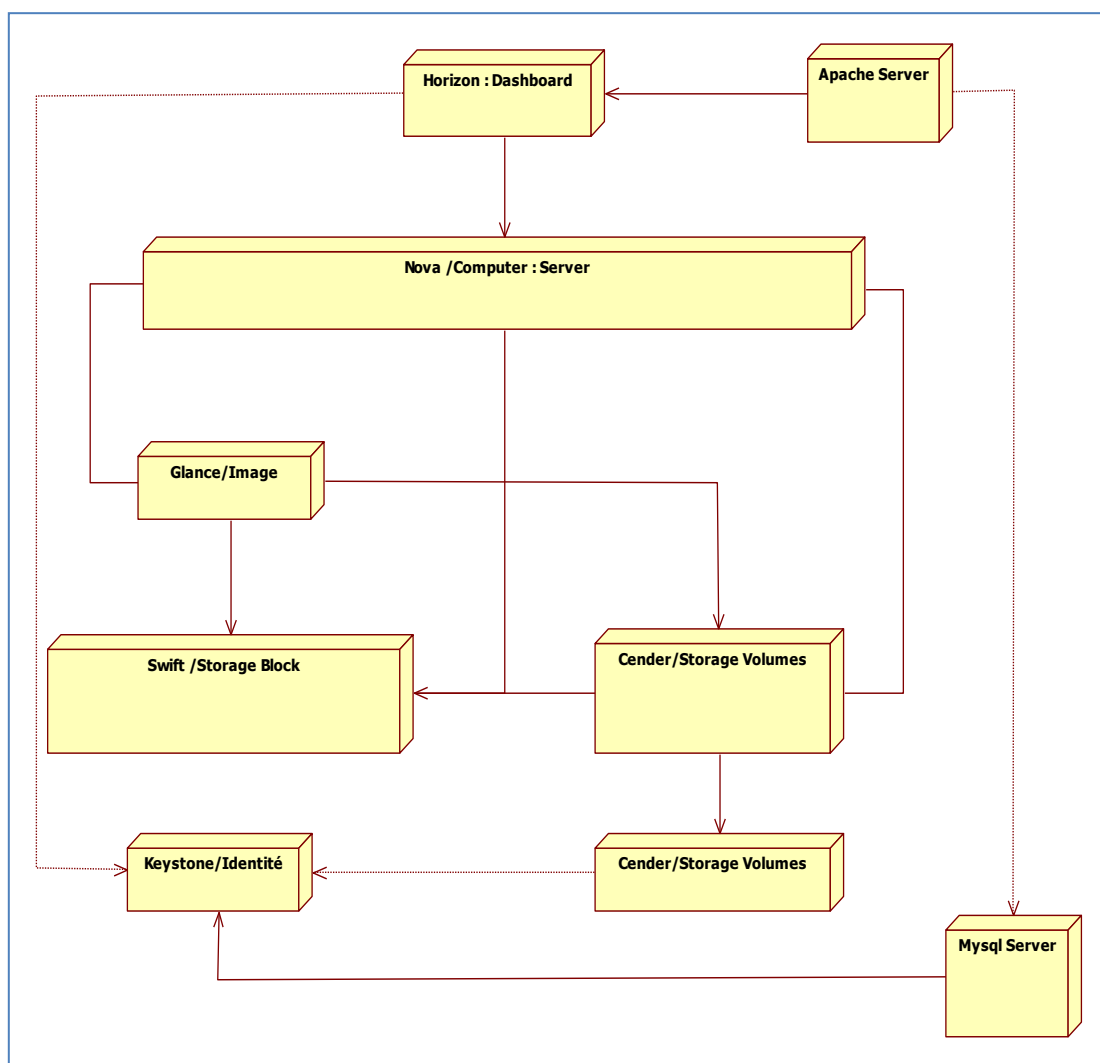 Horizon : Dashboard
Apache Server
Nova /Computer : Server
Glance/Image
Swift /Storage Block
Cender/Storage Volumes
Keystone/Identité
Cender/Storage Volumes
Mysql Server